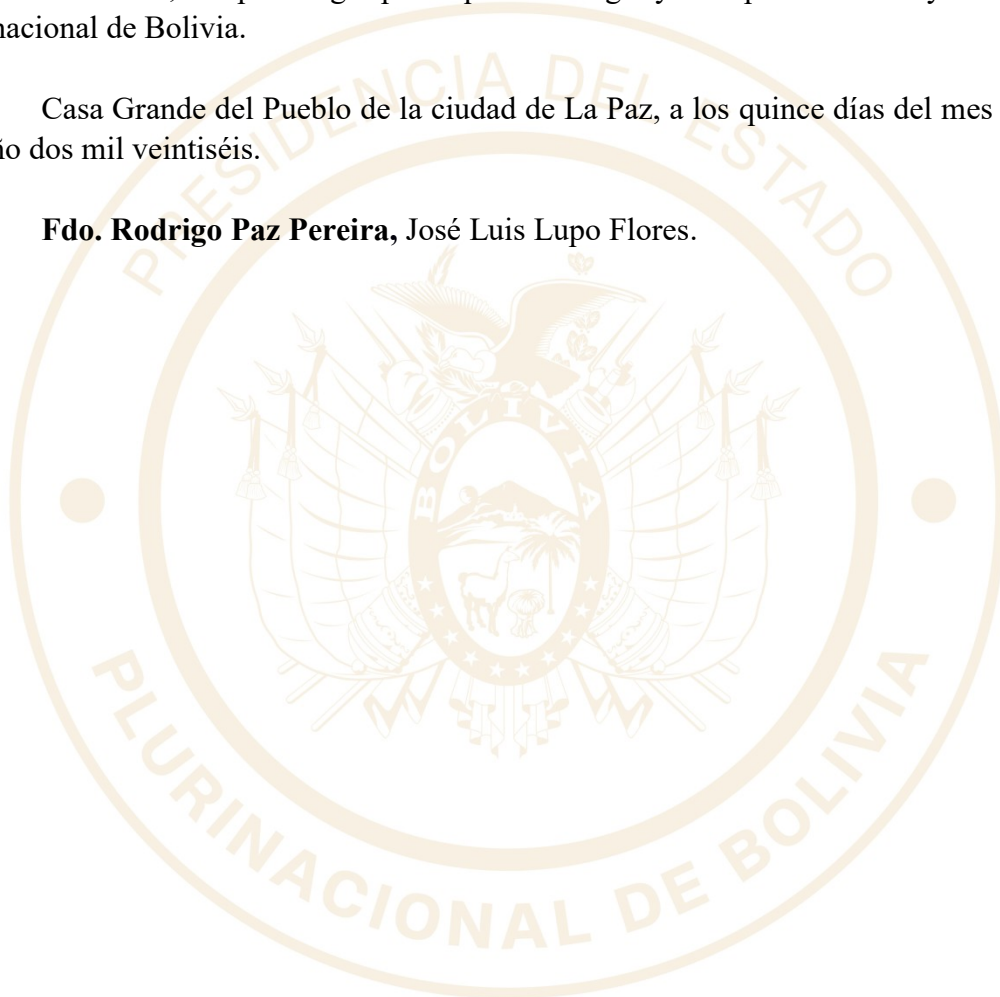 nacional de Bolivia.
Casa Grande del Pueblo de la ciudad de La Paz, a los quince días del mes
ño dos mil veintiséis.
Fdo. Rodrigo Paz Pereira, José Luis Lupo Flores.
PRESIDENCIA DEL ESTADO
BOLIVIA
PLURINACIONAL DE BOLIVIA